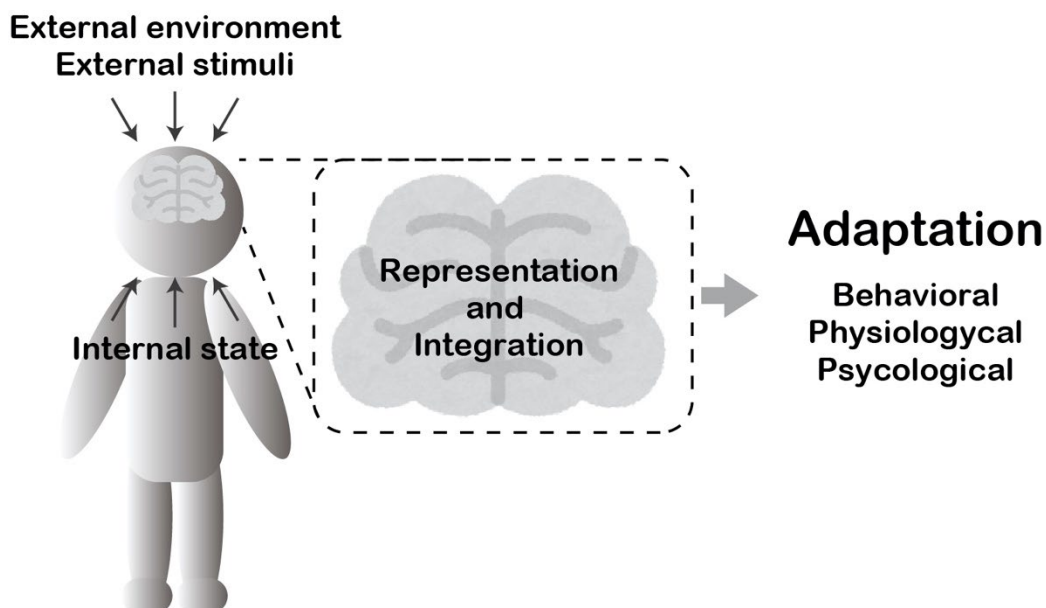 External environment
External stimuli
Internal state
Representation
and
Integration
Adaptation
Behavioral
Physiologycal
Psycological